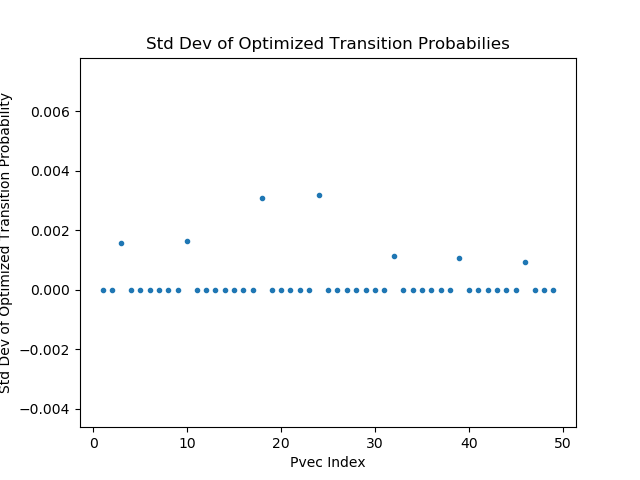 Std Dev of Optimized Transition Probabilies
Std Dev of Optimized Transition Probability
0.006
0.004
0.002
0.000
−0.002
−0.004
0 10 20 30 40 50
Pvec Index